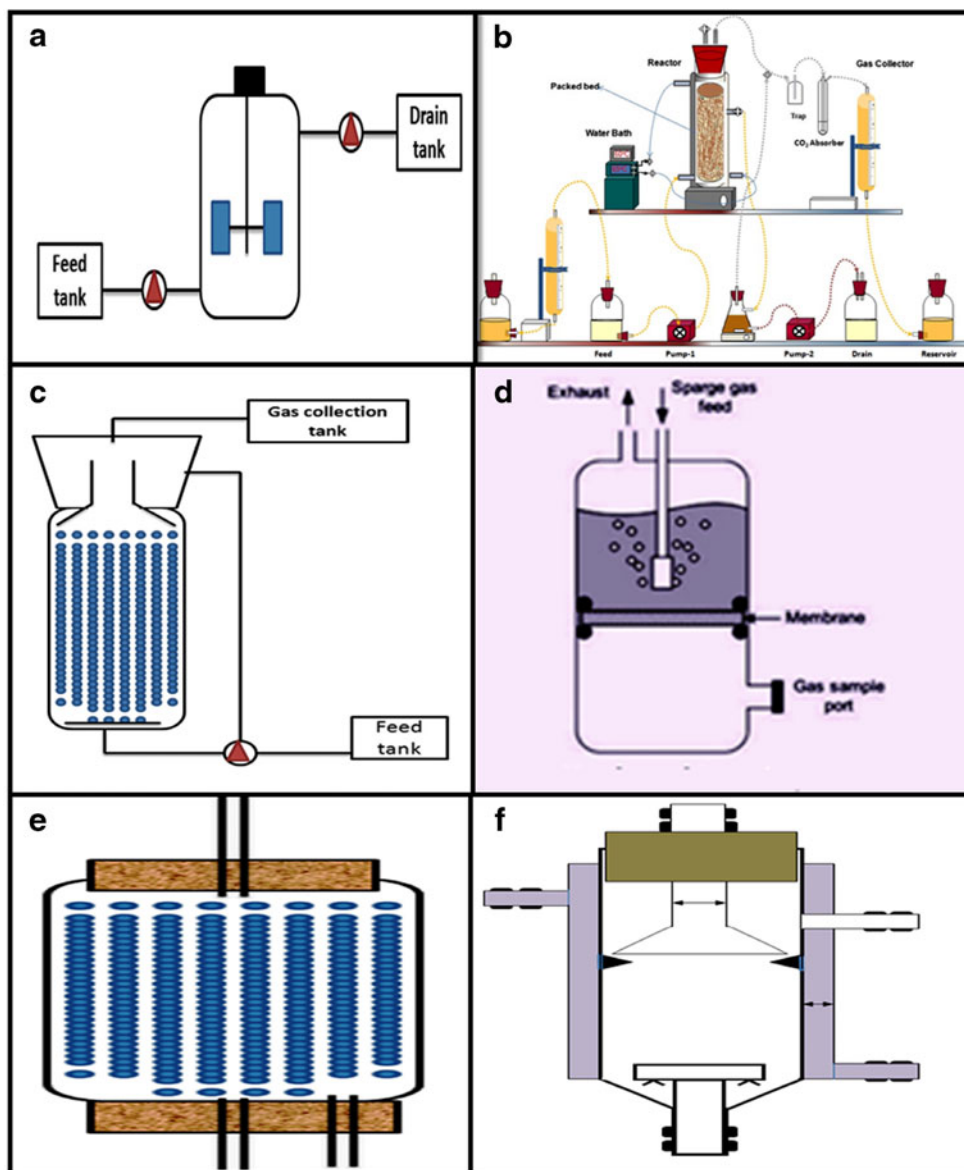 a
Drain
tank
Feed
tank
b
Reactor
Gas Collector
Packed bed
Trap
Water Bath
CO₂ Absorber
Feed
Pump-1
Pump-2
Drain
Reservoir
c
Gas collection
tank
Feed
tank
d
Exhaust
Sparge gas
feed
Membrane
Gas sample
port
e
f